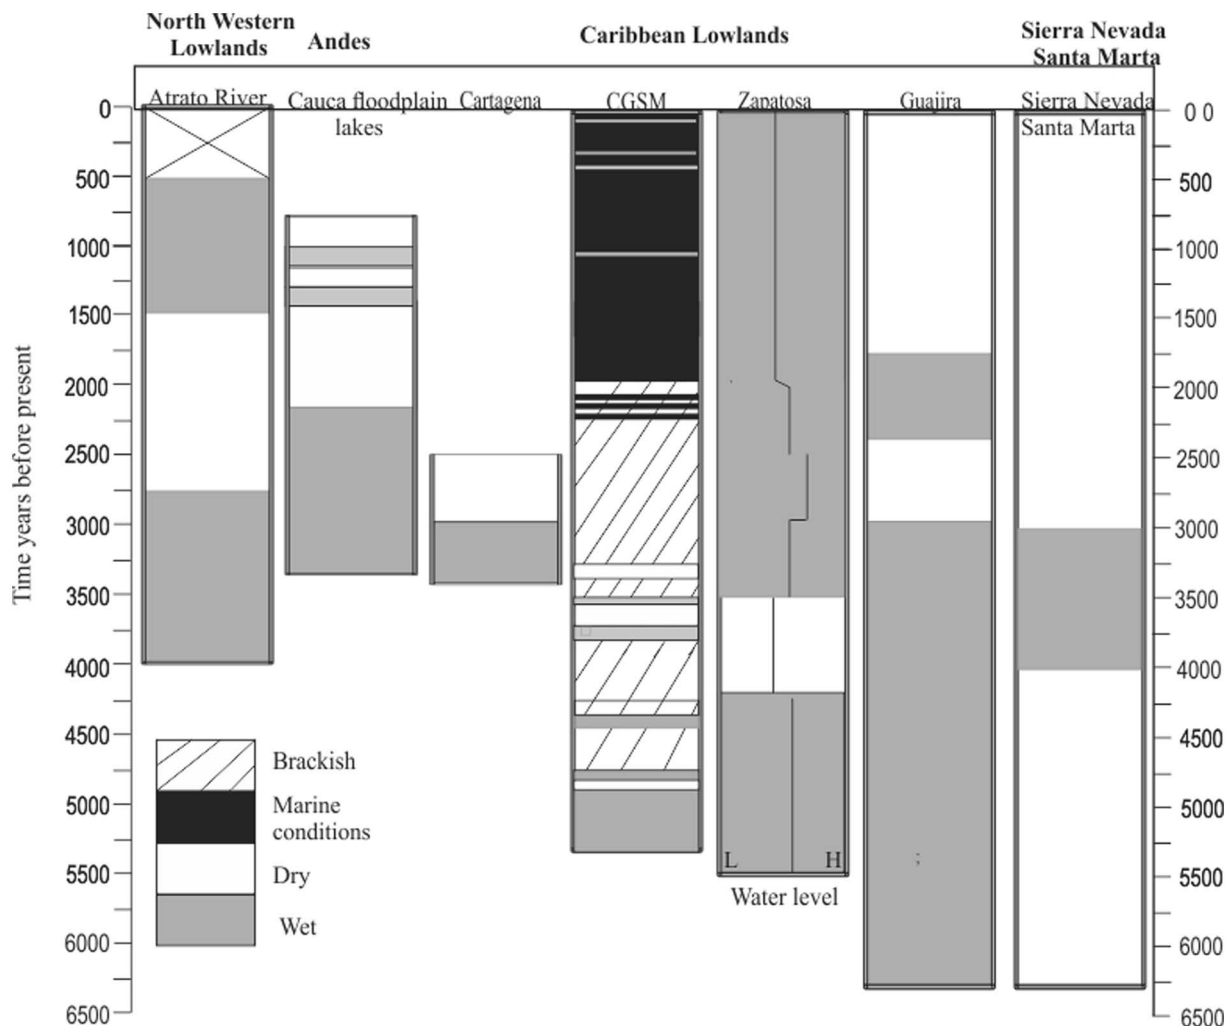 North Western
Lowlands
Andes
Caribbean Lowlands
Sierra Nevada
Santa Marta
Atrato River
Cauca floodplain
lakes
Cartagena
CGSM
Zapatosa
Guajira
Sierra Nevada
Santa Marta
Time years before present
0
500
1000
1500
2000
2500
3000
3500
4000
4500
5000
5500
6000
6500
0 0
500
1000
1500
2000
2500
3000
3500
4000
4500
5000
5500
6000
6500
Brackish
Marine
conditions
Dry
Wet
L H
Water level